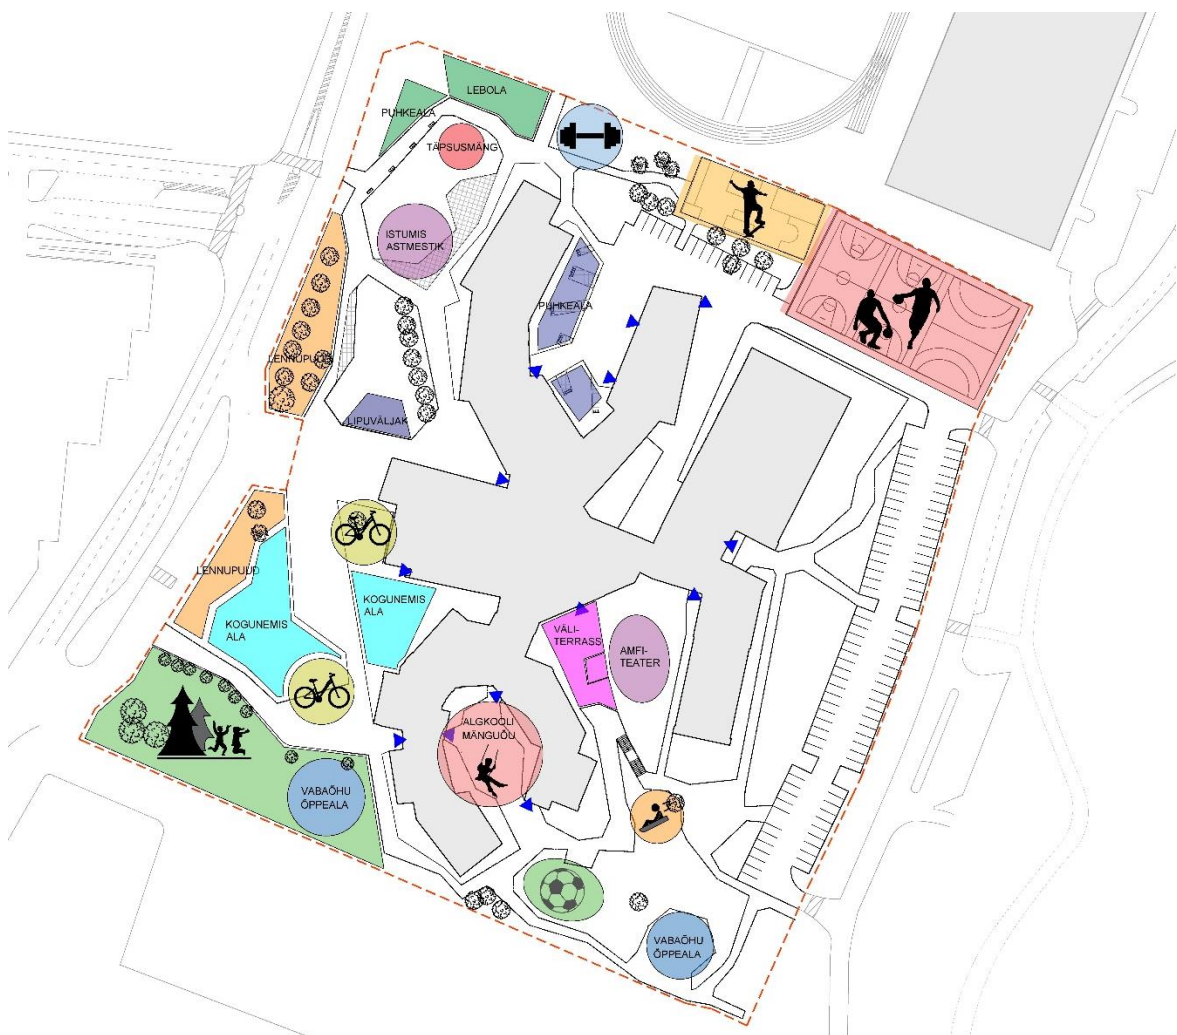 LEBOLA
PUHKEALA
TÄPSUSMÄNG
ISTUMIS
ASTMESTIK
PUHKEALA
LENNUPUUD
LIPUVÄLJAK
LENNUPUUD
KOGUNEMIS
ALA
KOGUNEMIS
ALA
VÄLI-
TERRASS
AMFI-
TEATER
ALGKOOLI
MÄNGUÕU
VABAÕHU
ÕPPEALA
VABAÕHU
ÕPPEALA